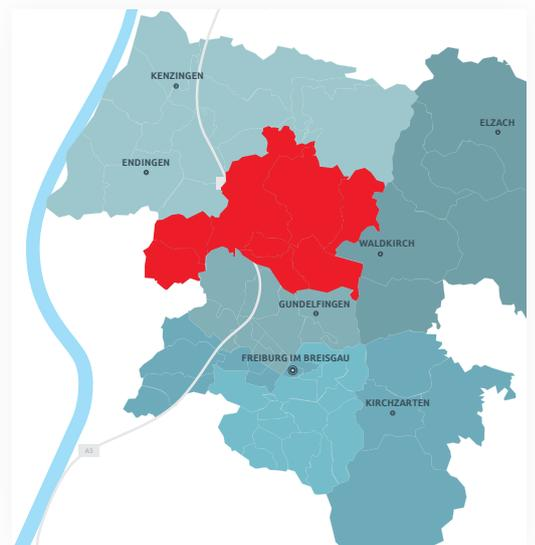 KENZINGEN
ELZACH
ENDINGEN
WALDKIRCH
GUNDELFINGEN
FREIBURG IM BREISGAU
KIRCHZARTEN
A5